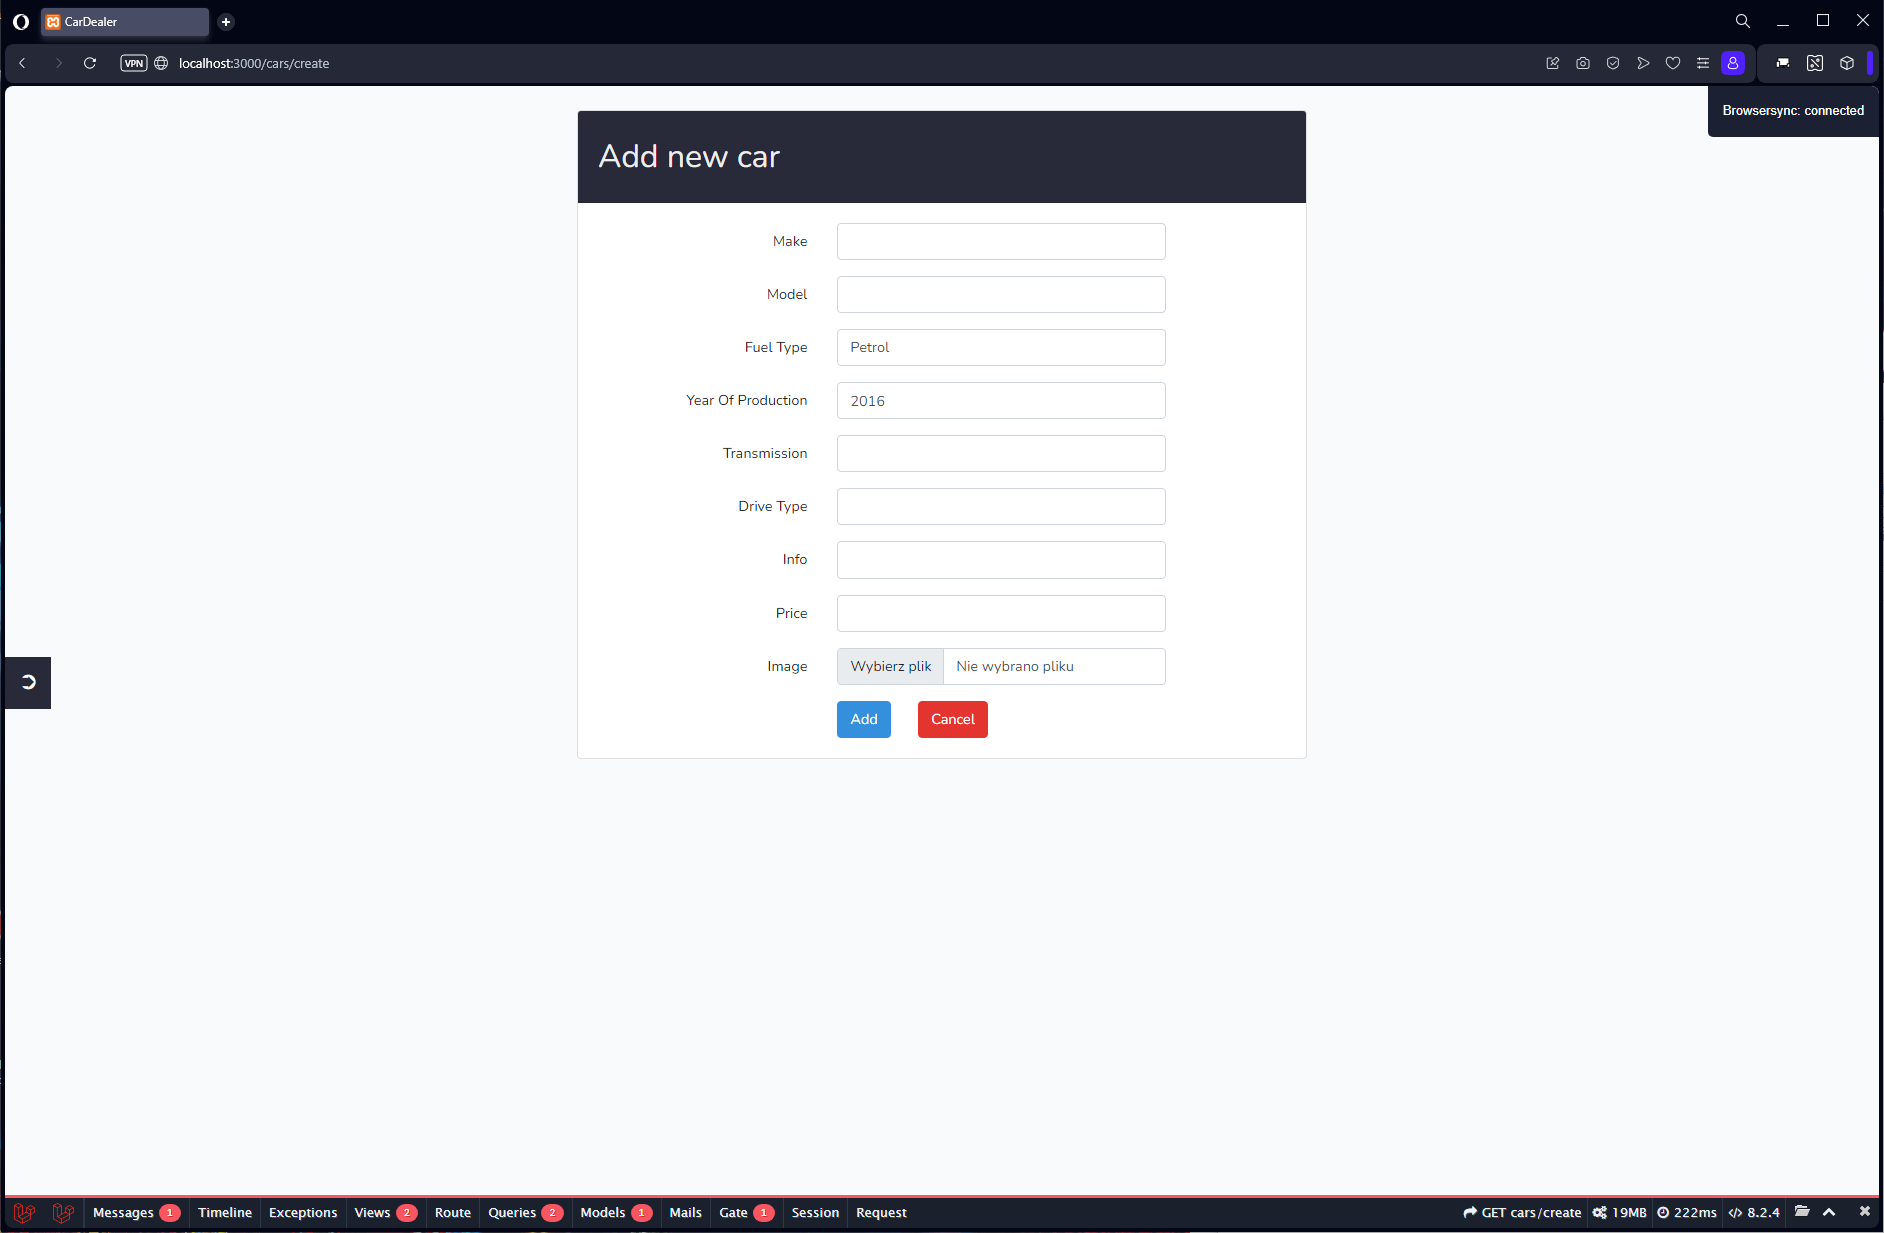 CarDealer
VPN localhost:3000/cars/create
Browsersync: connected
Add new car
Make
Model
Fuel Type Petrol
Year Of Production 2016
Transmission
Drive Type
Info
Price
Image Wybierz plik Nie wybrano pliku
Add Cancel
Messages 1 Timeline Exceptions Views 2 Route Queries 2 Models 1 Mails Gate 1 Session Request GET cars/create 19MB 222ms 8.2.4